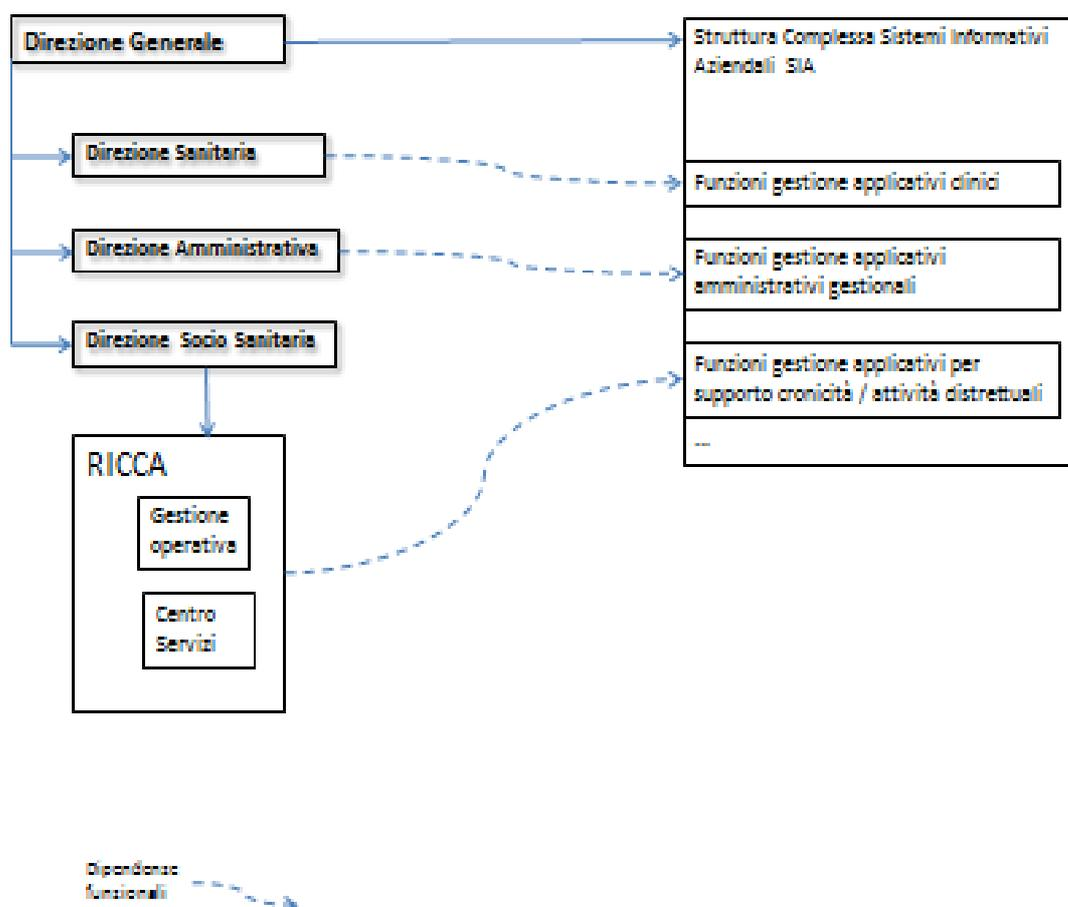 Direzione Generale
Struttura Complessa Sistemi Informativi
Aziendali SIA
Direzione Sanitaria
Funzioni gestione applicativi clinici
Direzione Amministrativa
Funzioni gestione applicativi
amministrativi gestionali
Direzione Socio Sanitaria
Funzioni gestione applicativi per
supporto cronicità / attività distrettuali
...
RICCA
Gestione
operativa
Centro
Servizi
Dipendenze
funzionali